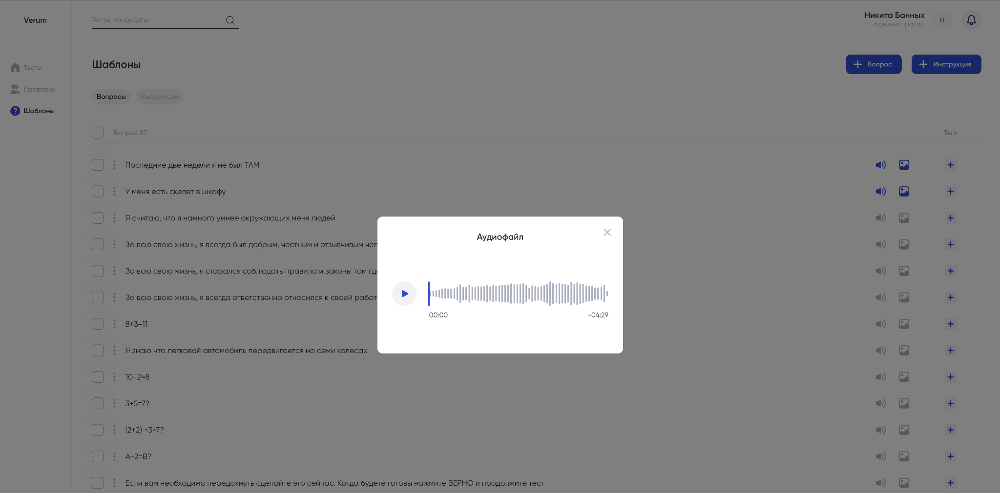 Verum
Тесты, кандидаты
Никита Банных
администратор
Н
Тесты
Проверки
Шаблоны
Шаблоны
Вопрос
Инструкция
Вопросы
Инструкции
Вопрос 57
Теги
Последние две недели я не был ТАМ
У меня есть скелет в шкафу
Я считаю, что я намного умнее окружающих меня людей
За всю свою жизнь, я всегда был добрым, честным и отзывчивым чел
За всю свою жизнь, я старался соблюдать правила и законы там где
За всю свою жизнь, я всегда ответственно относился к своей работ
8+3=11
Я знаю что легковой автомобиль передвигается на семи колесах
10-2=8
3+5=7?
(2+2) +3=7?
А+2=В?
Если вам необходимо передохнуть сделайте это сейчас. Когда будете готовы нажмите ВЕРНО и продолжите тест
Аудиофайл
00:00
-04:29